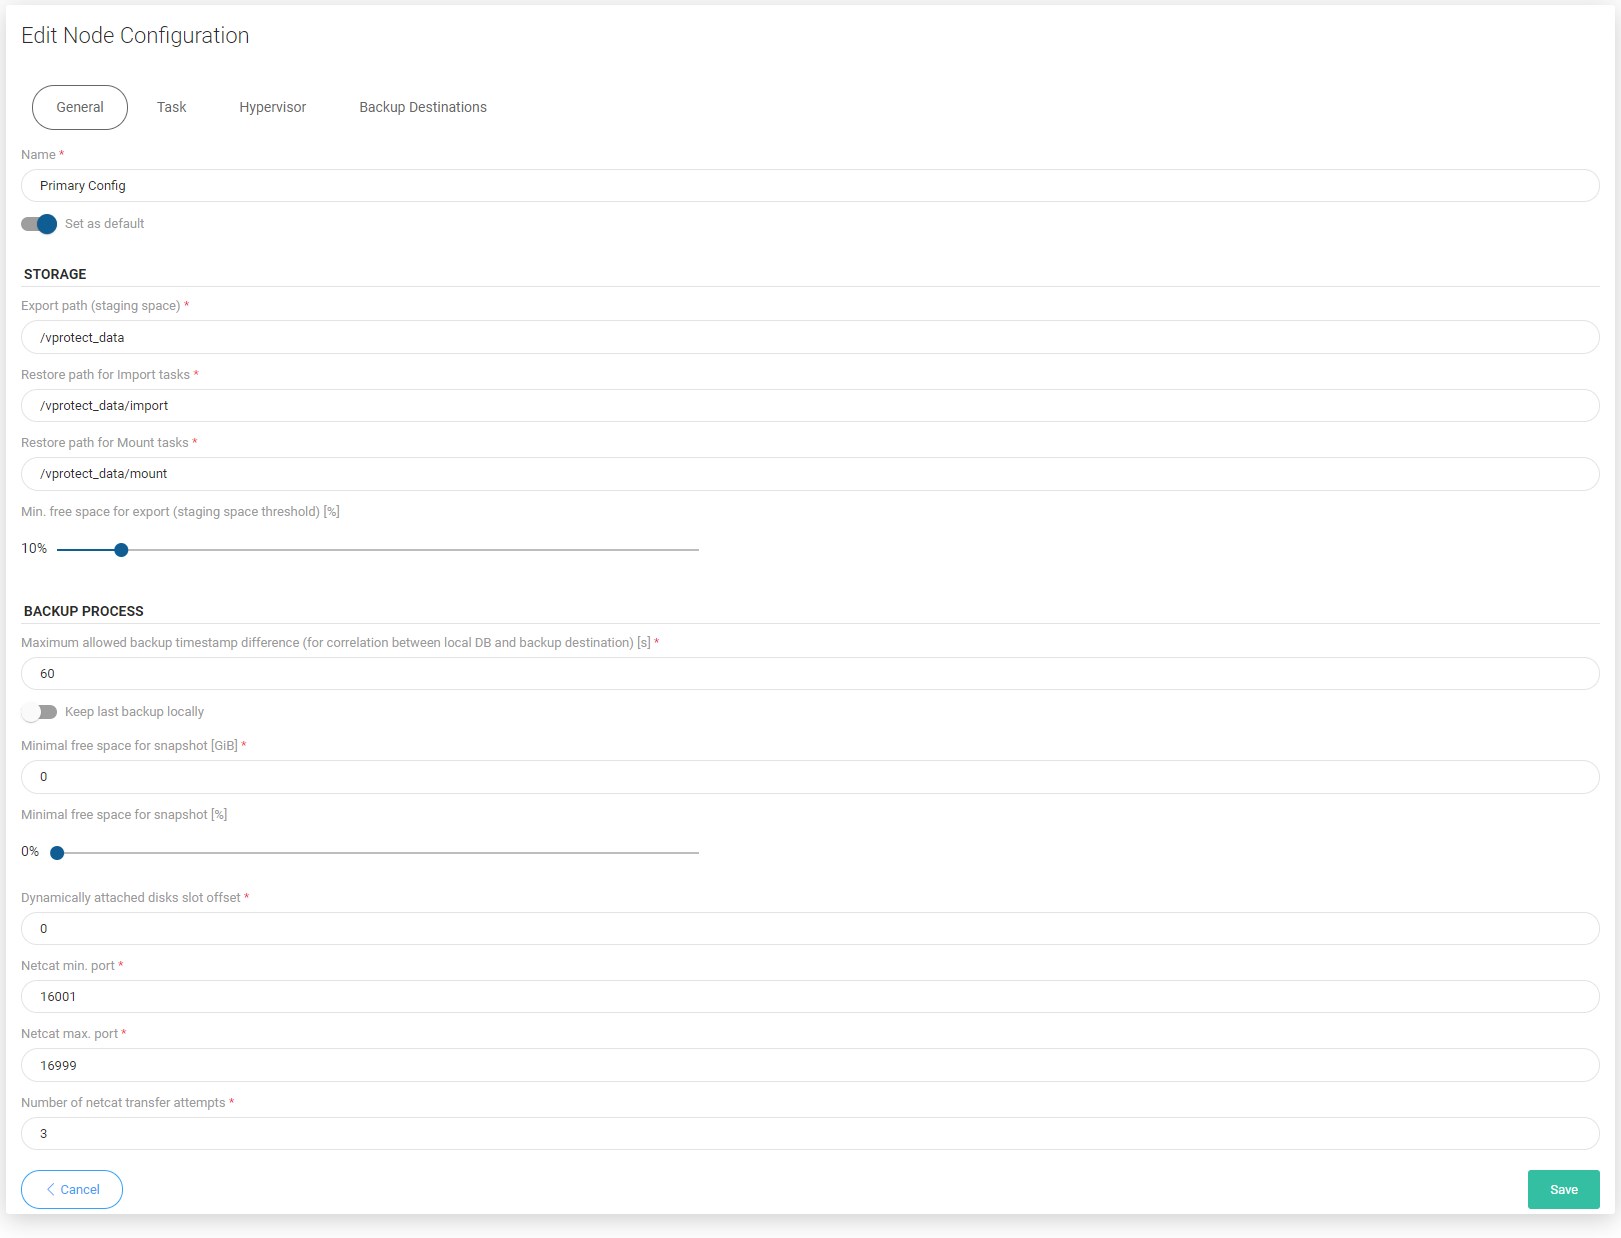 Edit Node Configuration
General Task Hypervisor Backup Destinations
Name *
Primary Config
Set as default
STORAGE
Export path (staging space) *
/vprotect_data
Restore path for Import tasks *
/vprotect_data/import
Restore path for Mount tasks *
/vprotect_data/mount
Min. free space for export (staging space threshold) [%]
10%
BACKUP PROCESS
Maximum allowed backup timestamp difference (for correlation between local DB and backup destination) [s] *
60
Keep last backup locally
Minimal free space for snapshot [GiB] *
0
Minimal free space for snapshot [%]
0%
Dynamically attached disks slot offset *
0
Netcat min. port *
16001
Netcat max. port *
16999
Number of netcat transfer attempts *
3
Cancel Save